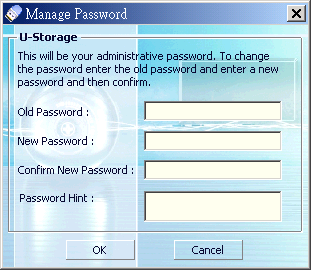 Manage Password
U-Storage
This will be your administrative password. To change
the password enter the old password and enter a new
password and then confirm.
Old Password :
New Password :
Confirm New Password :
Password Hint :
OK Cancel